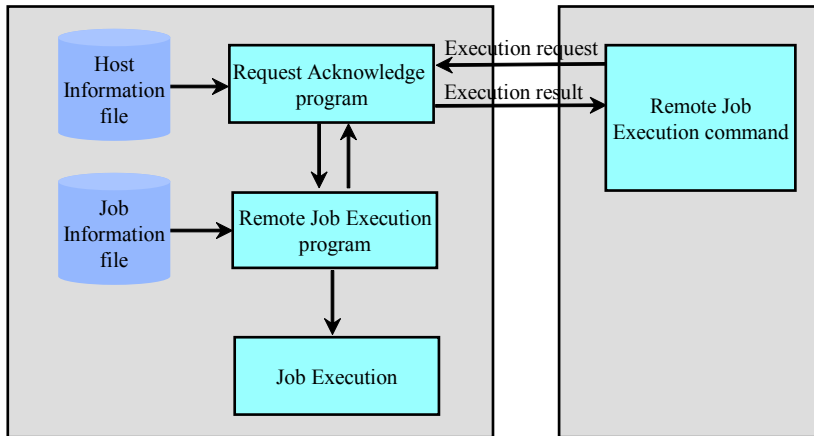 Host
Information
file
Request Acknowledge
program
Execution request
Execution result
Remote Job
Execution command
Job
Information
file
Remote Job Execution
program
Job Execution